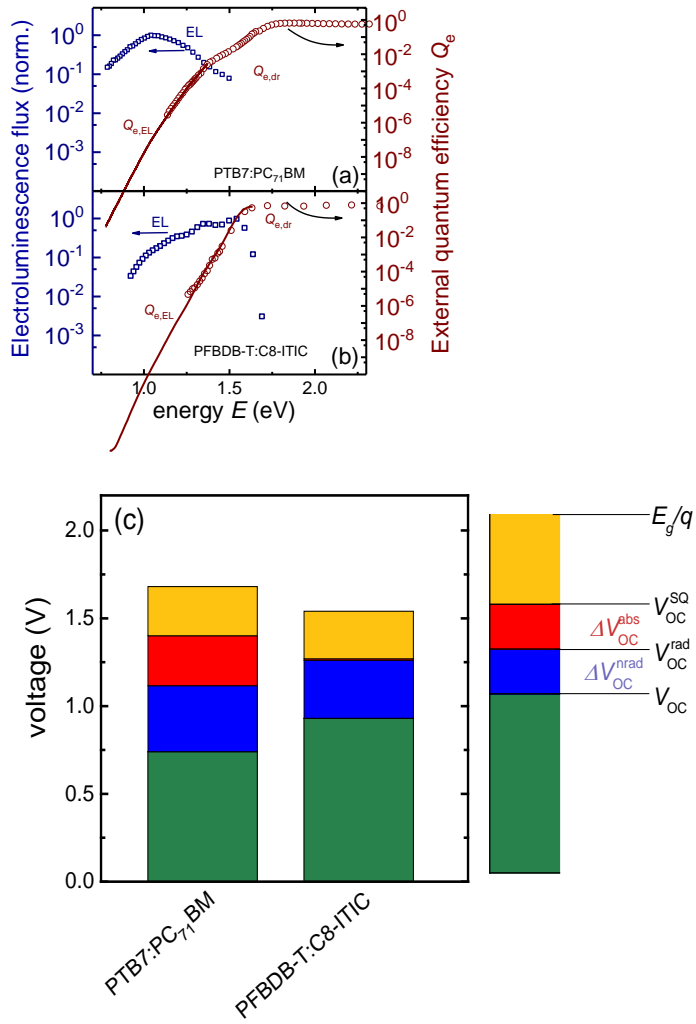 Electroluminescence flux (norm.)
External quantum efficiency Q_e
10^0
10^-1
10^-2
10^-3
EL
Q_e,dr
Q_e,EL
PTB7:PC_71BM
(a)
10^0
10^-2
10^-4
10^-6
10^-8
10^0
10^-1
10^-2
10^-3
EL
Q_e,dr
Q_e,EL
PFBDB-T:C8-ITIC
(b)
10^0
10^-2
10^-4
10^-6
10^-8
1.0 1.5 2.0
energy E (eV)
(c)
voltage (V)
2.0
1.5
1.0
0.5
0.0
PTB7:PC_71BM
PFBDB-T:C8-ITIC
E_g/q
V_OC^SQ
ΔV_OC^abs
V_OC^rad
ΔV_OC^nrad
V_OC